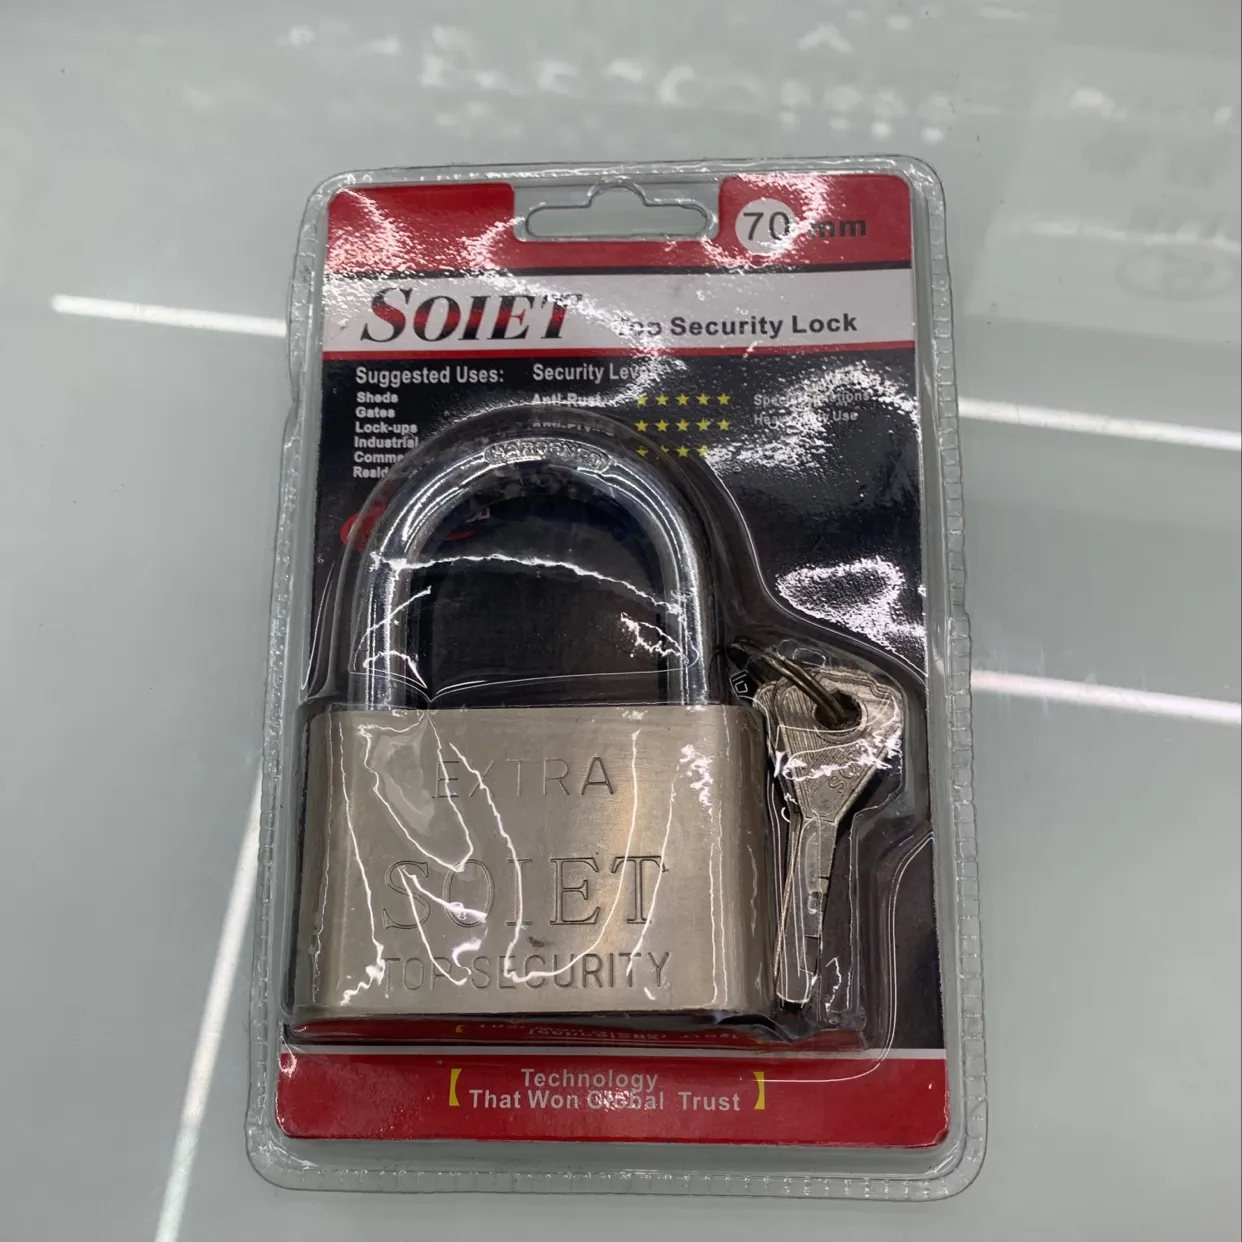 70 mm
SOIET Top Security Lock
Suggested Uses: Security Level
Sheds
Anti-Rust
Gates
Lock-ups
Industrial
HARDENED
EXTRA
SOIET
TOP SECURITY
Technology
That Won Global Trust